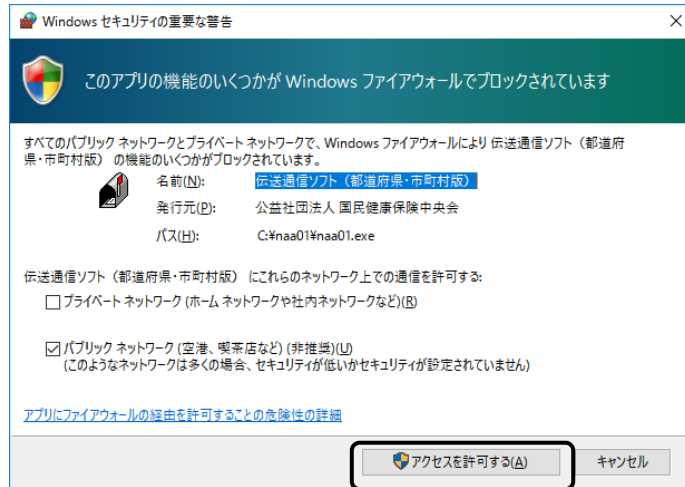 Windows セキュリティの重要な警告
このアプリの機能のいくつかが Windows ファイアウォールでブロックされています
すべてのパブリック ネットワークとプライベート ネットワークで、Windows ファイアウォールにより 伝送通信ソフト（都道府
県・市町村版） の機能のいくつかがブロックされています。
名前(N): 伝送通信ソフト（都道府県・市町村版）
発行元(P): 公益社団法人 国民健康保険中央会
パス(H): C:¥naa01¥naa01.exe
伝送通信ソフト（都道府県・市町村版） にこれらのネットワーク上での通信を許可する:
プライベート ネットワーク (ホーム ネットワークや社内ネットワークなど)(R)
パブリック ネットワーク (空港、喫茶店など) (非推奨)(U)
(このようなネットワークは多くの場合、セキュリティが低いかセキュリティが設定されていません)
アプリにファイアウォールの経由を許可することの危険性の詳細
アクセスを許可する(A) キャンセル